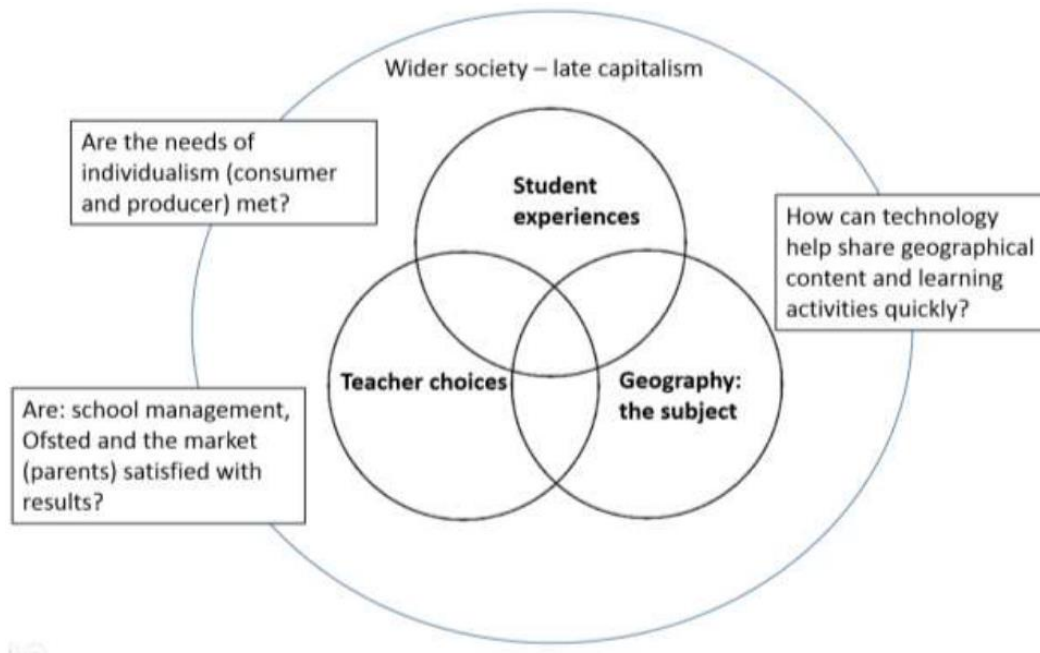 Wider society – late capitalism
Are the needs of
individualism (consumer
and producer) met?
Student
experiences
How can technology
help share geographical
content and learning
activities quickly?
Teacher choices
Geography:
the subject
Are: school management,
Ofsted and the market
(parents) satisfied with
results?